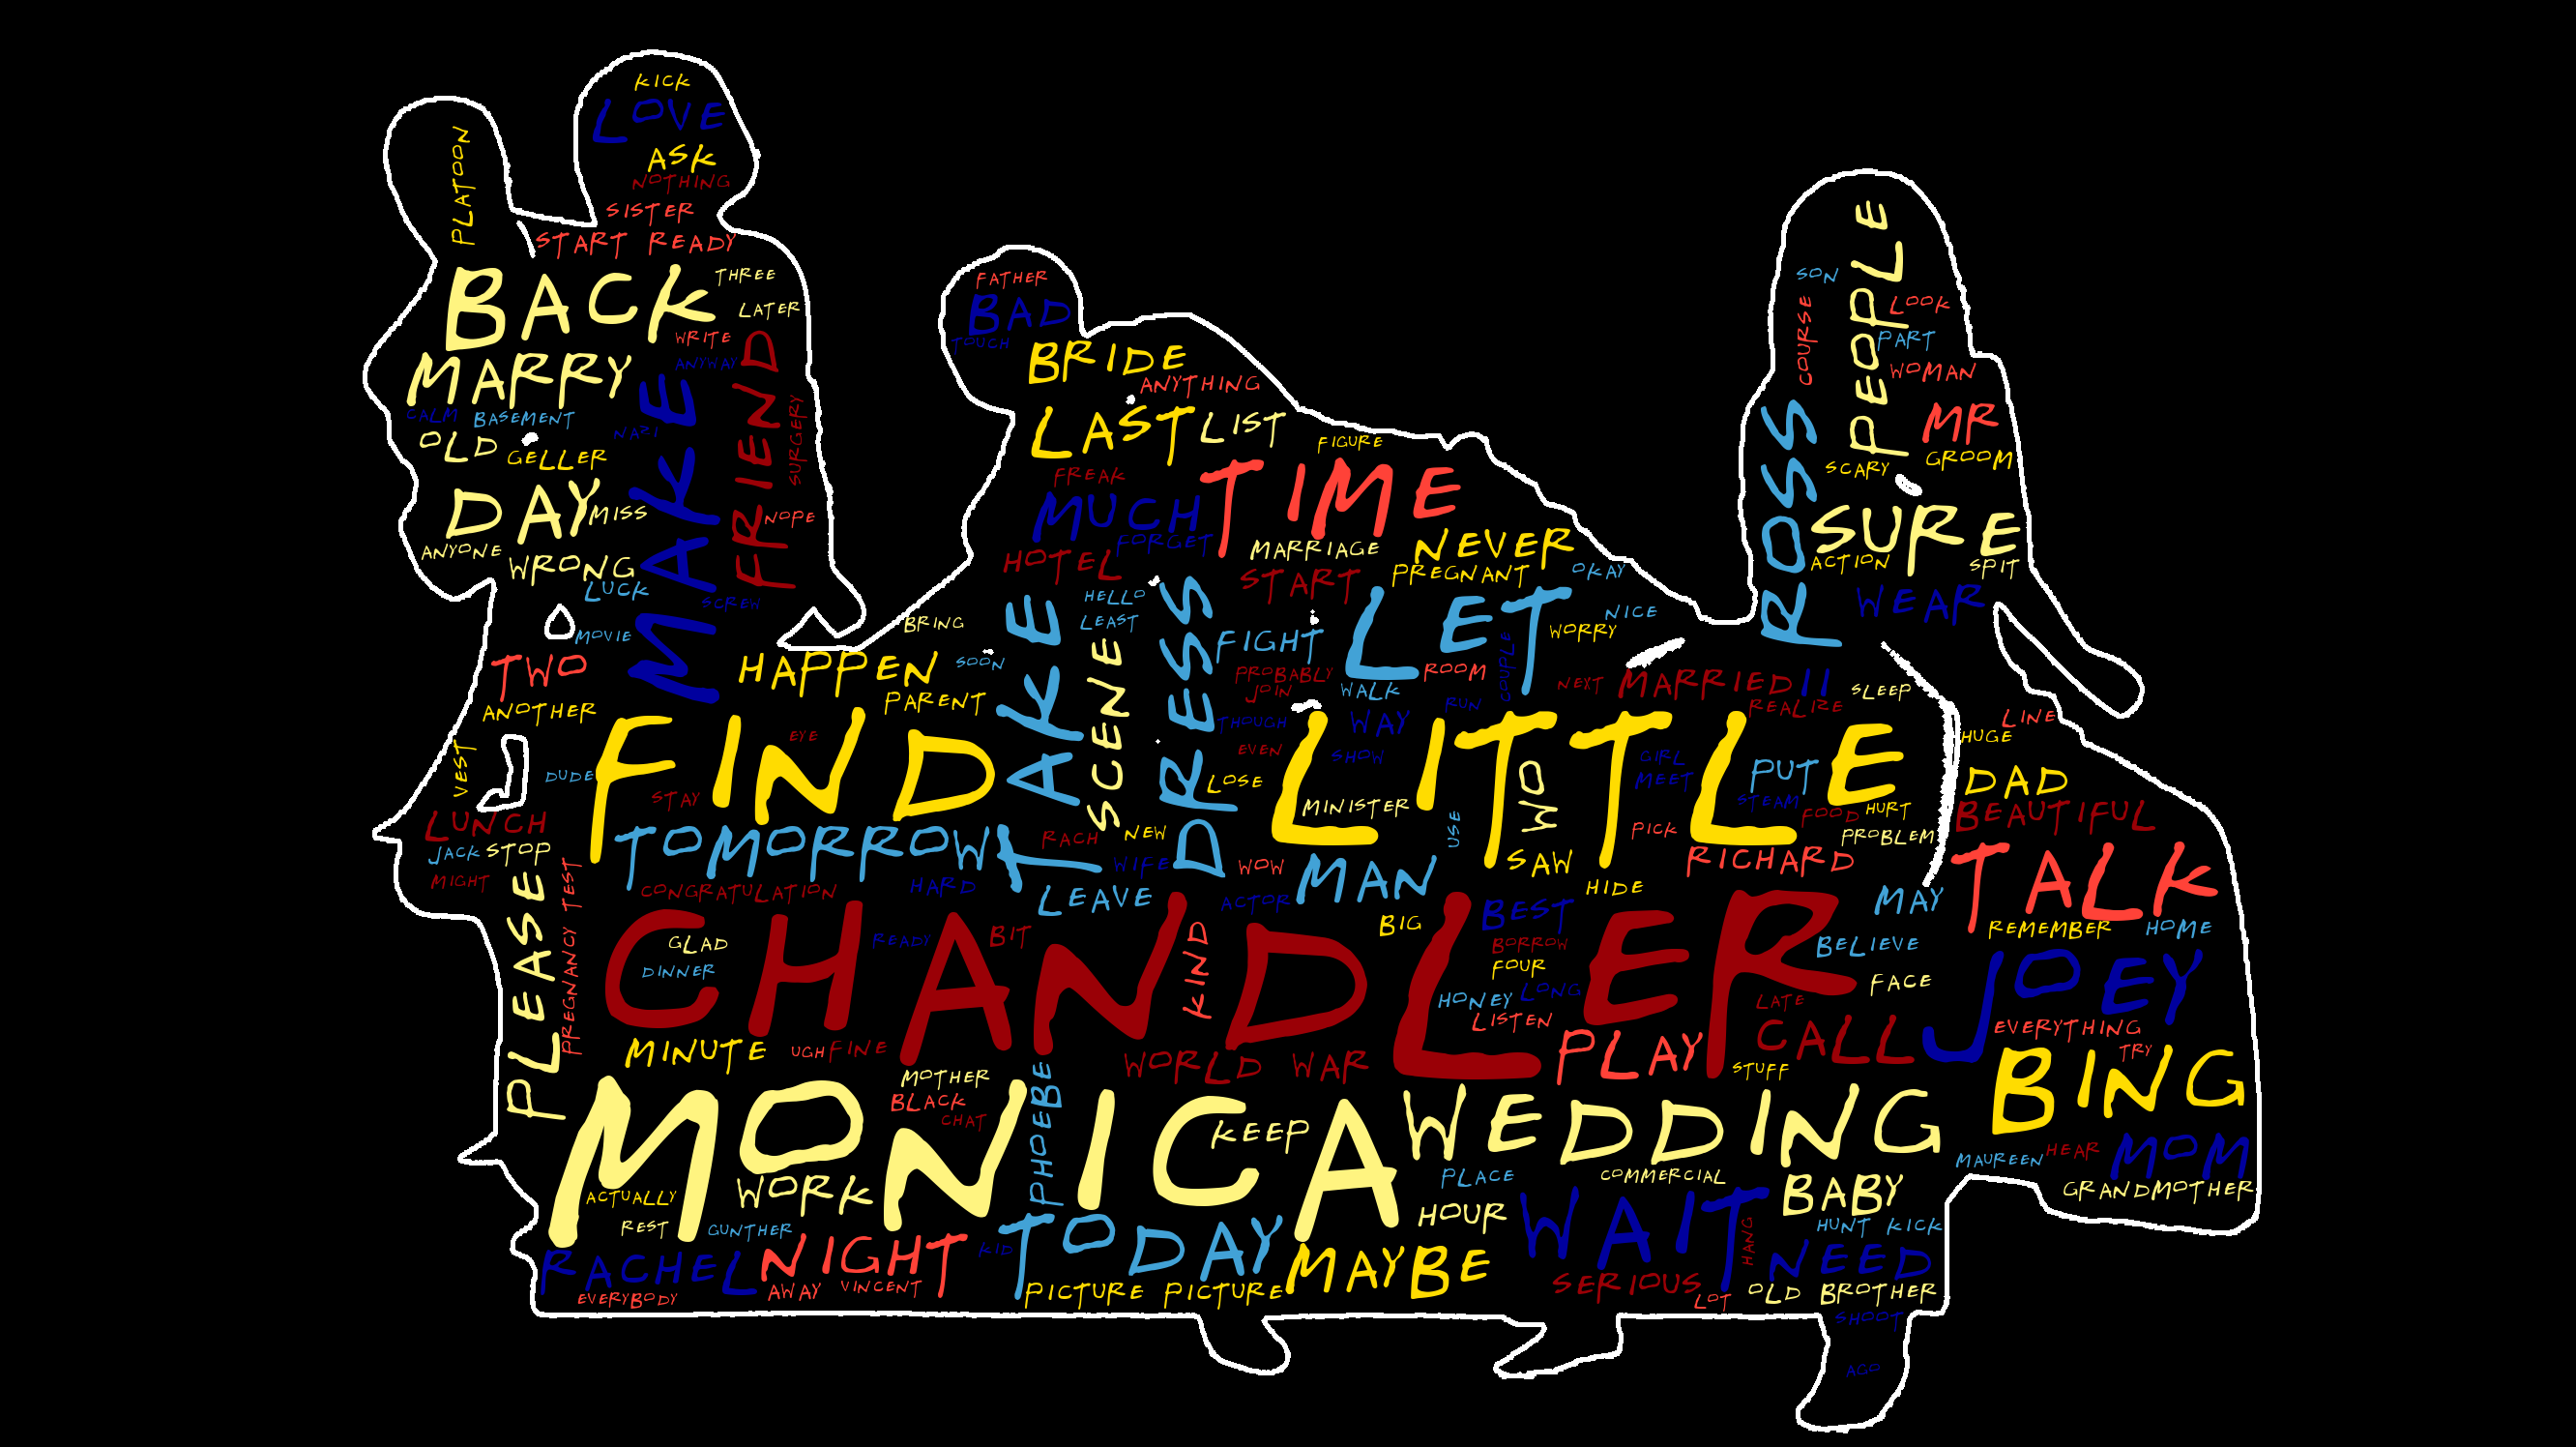 KICK
LOVE
ASK
NOTHING
SISTER
START READY
PLATOON
BACK
THREE
LATER
WRITE
ANYWAY
MARRY
CALM
BASEMENT
NAZI
OLD
GELLER
MAKE
FRIEND
SURGERY
DAY
MISS
NOPE
ANYONE
WRONG
LUCK
SCREW
MOVIE
TWO
ANOTHER
VEST
DUDE
FATHER
BAD
TOUCH
BRIDE
ANYTHING
LAST
LIST
FIGURE
FREAK
TIME
MUCH
FORGET
HOTEL
MARRIAGE
NEVER
START
PREGNANT
OKAY
HELLO
LEAST
TAKE
SCENE
DRESS
FIGHT
LET
NICE
WORRY
COUPLE
PROBABLY
JOIN
ROOM
WALK
NEXT
MARRIED!!
REALIZE
SLEEP
SON
COURSE
PEOPLE
LOOK
PART
WOMAN
MR
GROOM
SCARY
ROSS
SURE
ACTION
SPIT
WEAR
BRING
HAPPEN
SOON
PARENT
FIND
EYE
STAY
THOUGH
WAY
RUN
EVEN
SHOW
LOSE
LITTLE
MINISTER
TWO
USE
GIRL
MEET
PUT
STEAM
FOOD
HURT
PICK
PROBLEM
LINE
HUGE
DAD
BEAUTIFUL
LUNCH
JACK
STOP
MIGHT
TOMORROW
RACH
NEW
WIFE
WOW
MAN
SAW
RICHARD
HIDE
TALK
MAY
REMEMBER
HOME
PLEASE
PREGNANCY TEST
CONGRATULATION
HARD
LEAVE
ACTOR
BIG
BEST
CHANDLER
GLAD
DINNER
READY
BIT
KIND
BORROW
FOUR
HONEY
LONG
LISTEN
BELIEVE
FACE
LATE
CALL
JOEY
EVERYTHING
TRY
MINUTE
UGH
FINE
WORLD WAR
PLAY
STUFF
BING
MOTHER
BLACK
CHAT
PHOEBE
MONICA
KEEP
WEDDING
MAUREEN
HEAR
MOM
GRANDMOTHER
ACTUALLY
WORK
PLACE
COMMERCIAL
BABY
REST
GUNTHER
HOUR
WAIT
HANG
HUNT KICK
RACHEL
NIGHT
KID
TODAY
MAYBE
NEED
EVERYBODY
AWAY
VINCENT
PICTURE PICTURE
SERIOUS
LOT
OLD BROTHER
SHOOT
AGO